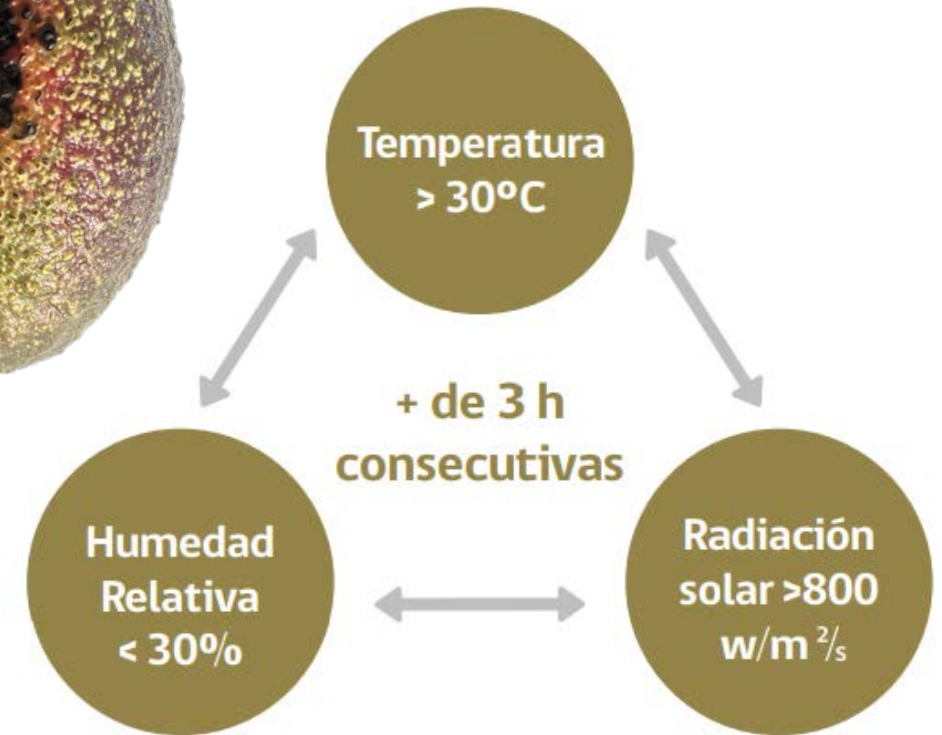 Temperatura
> 30ºC
+ de 3 h
consecutivas
Humedad
Relativa
< 30%
Radiación
solar >800
w/m ²/s